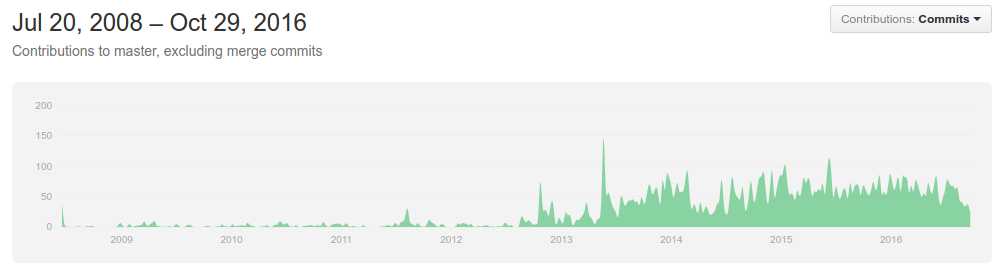 Jul 20, 2008 – Oct 29, 2016
Contributions: Commits
Contributions to master, excluding merge commits
200
150
100
50
0
2009 2010 2011 2012 2013 2014 2015 2016